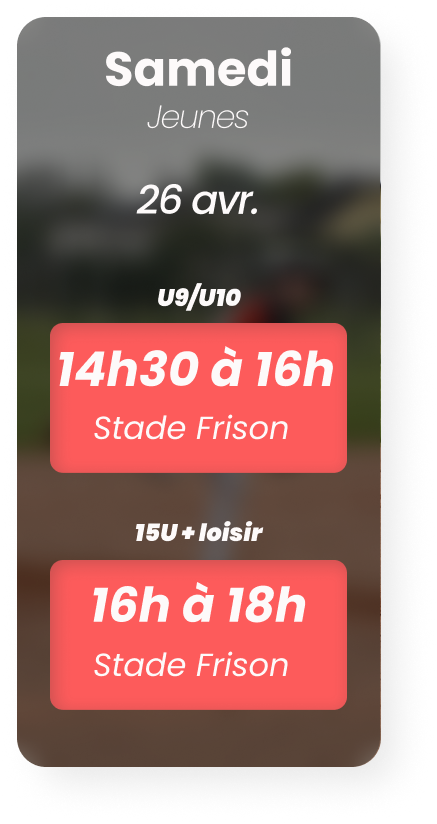 Samedi
Jeunes
26 avr.
U9/U10
14h30 à 16h
Stade Frison
15U + loisir
16h à 18h
Stade Frison